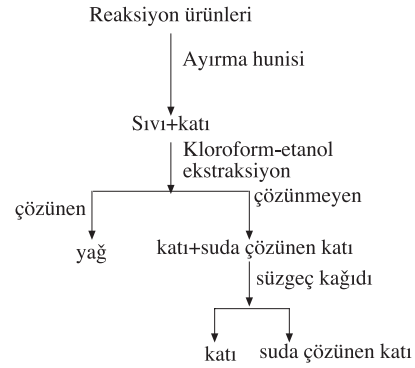 Reaksiyon ürünleri
Ayırma hunisi
Sıvı+katı
Kloroform-etanol
ekstraksiyon
çözünen
çözünmeyen
yağ
katı+suda çözünen katı
süzgeç kağıdı
katı
suda çözünen katı